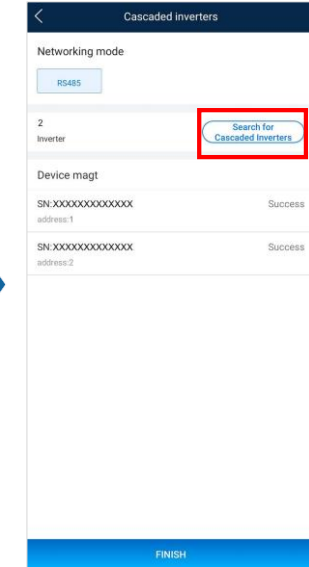 Cascaded inverters
Networking mode
RS485
2
Inverter
Search for
Cascaded Inverters
Device magt
SN:XXXXXXXXXXXXX Success
address:1
SN:XXXXXXXXXXXXX Success
address:2
FINISH